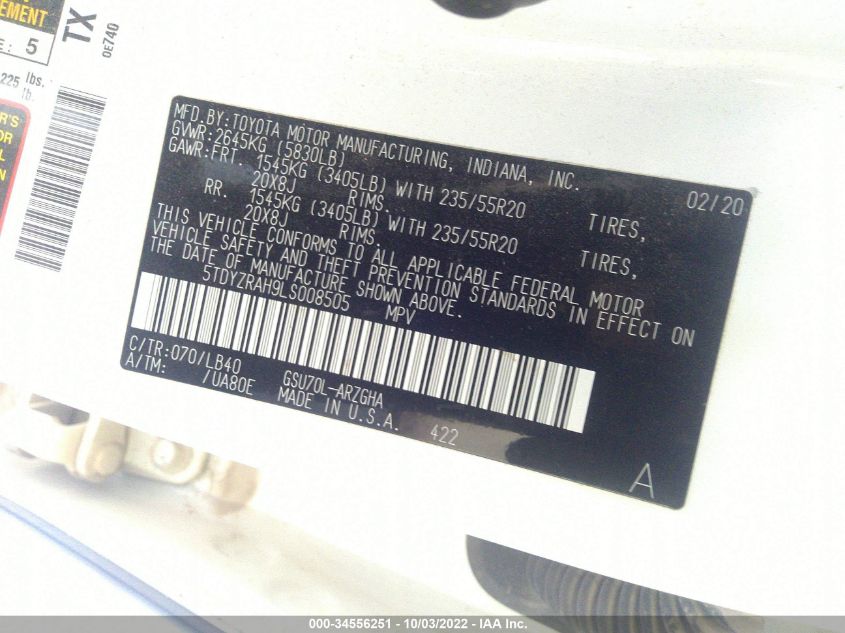 EMENT
E: 5
TX
0E740
225 lbs.
lb.
R'S
OR
L
MFD. BY: TOYOTA MOTOR MANUFACTURING, INDIANA, INC. 02/20
GVWR: 2645KG (5830LB)
GAWR: FRT. 1545KG (3405LB) WITH 235/55R20 TIRES,
20X8J RIMS.
RR. 1545KG (3405LB) WITH 235/55R20 TIRES,
20X8J RIMS.
THIS VEHICLE CONFORMS TO ALL APPLICABLE FEDERAL MOTOR
VEHICLE SAFETY AND THEFT PREVENTION STANDARDS IN EFFECT ON
THE DATE OF MANUFACTURE SHOWN ABOVE.
5TDYZRAH9LS008505 MPV
C/TR: 070/LB40 GSU70L-ARZGHA
A/TM: /UA80E MADE IN U.S.A. 422
A
000-34556251 - 10/03/2022 - IAA Inc.